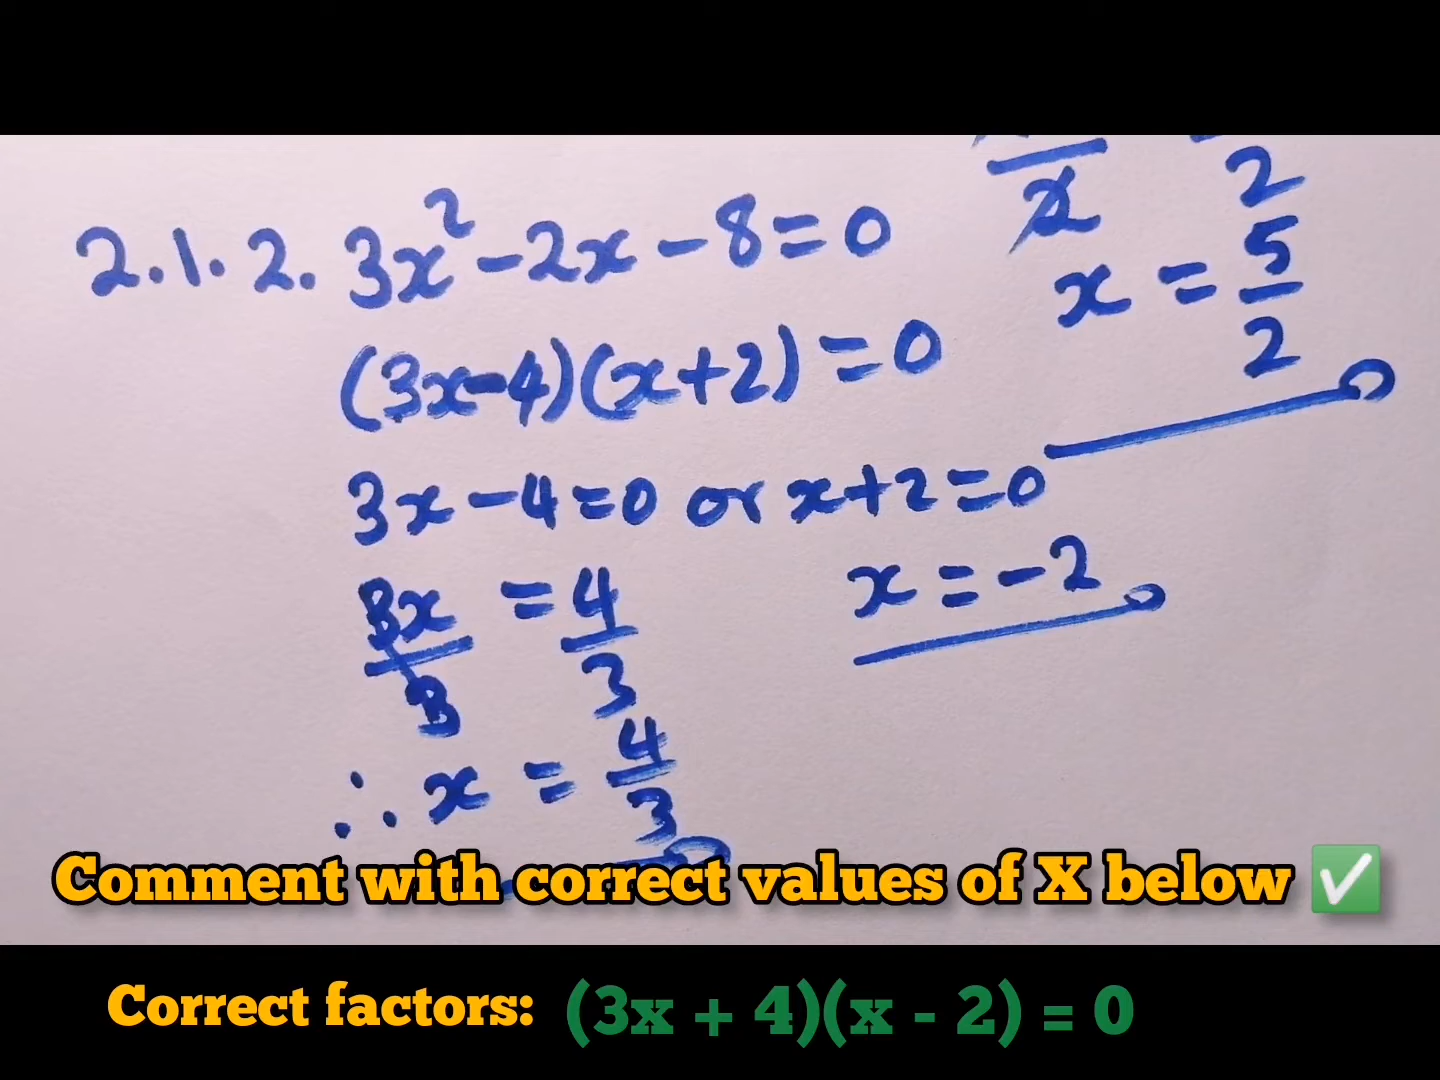 2.1.2. 3x² - 2x - 8 = 0
(3x-4)(x+2) = 0
3x - 4 = 0 or x + 2 = 0
3x/3 = 4/3
x = -2
∴ x = 4/3
2
x = 5/2
Comment with correct values of X below ✅
Correct factors: (3x + 4)(x - 2) = 0